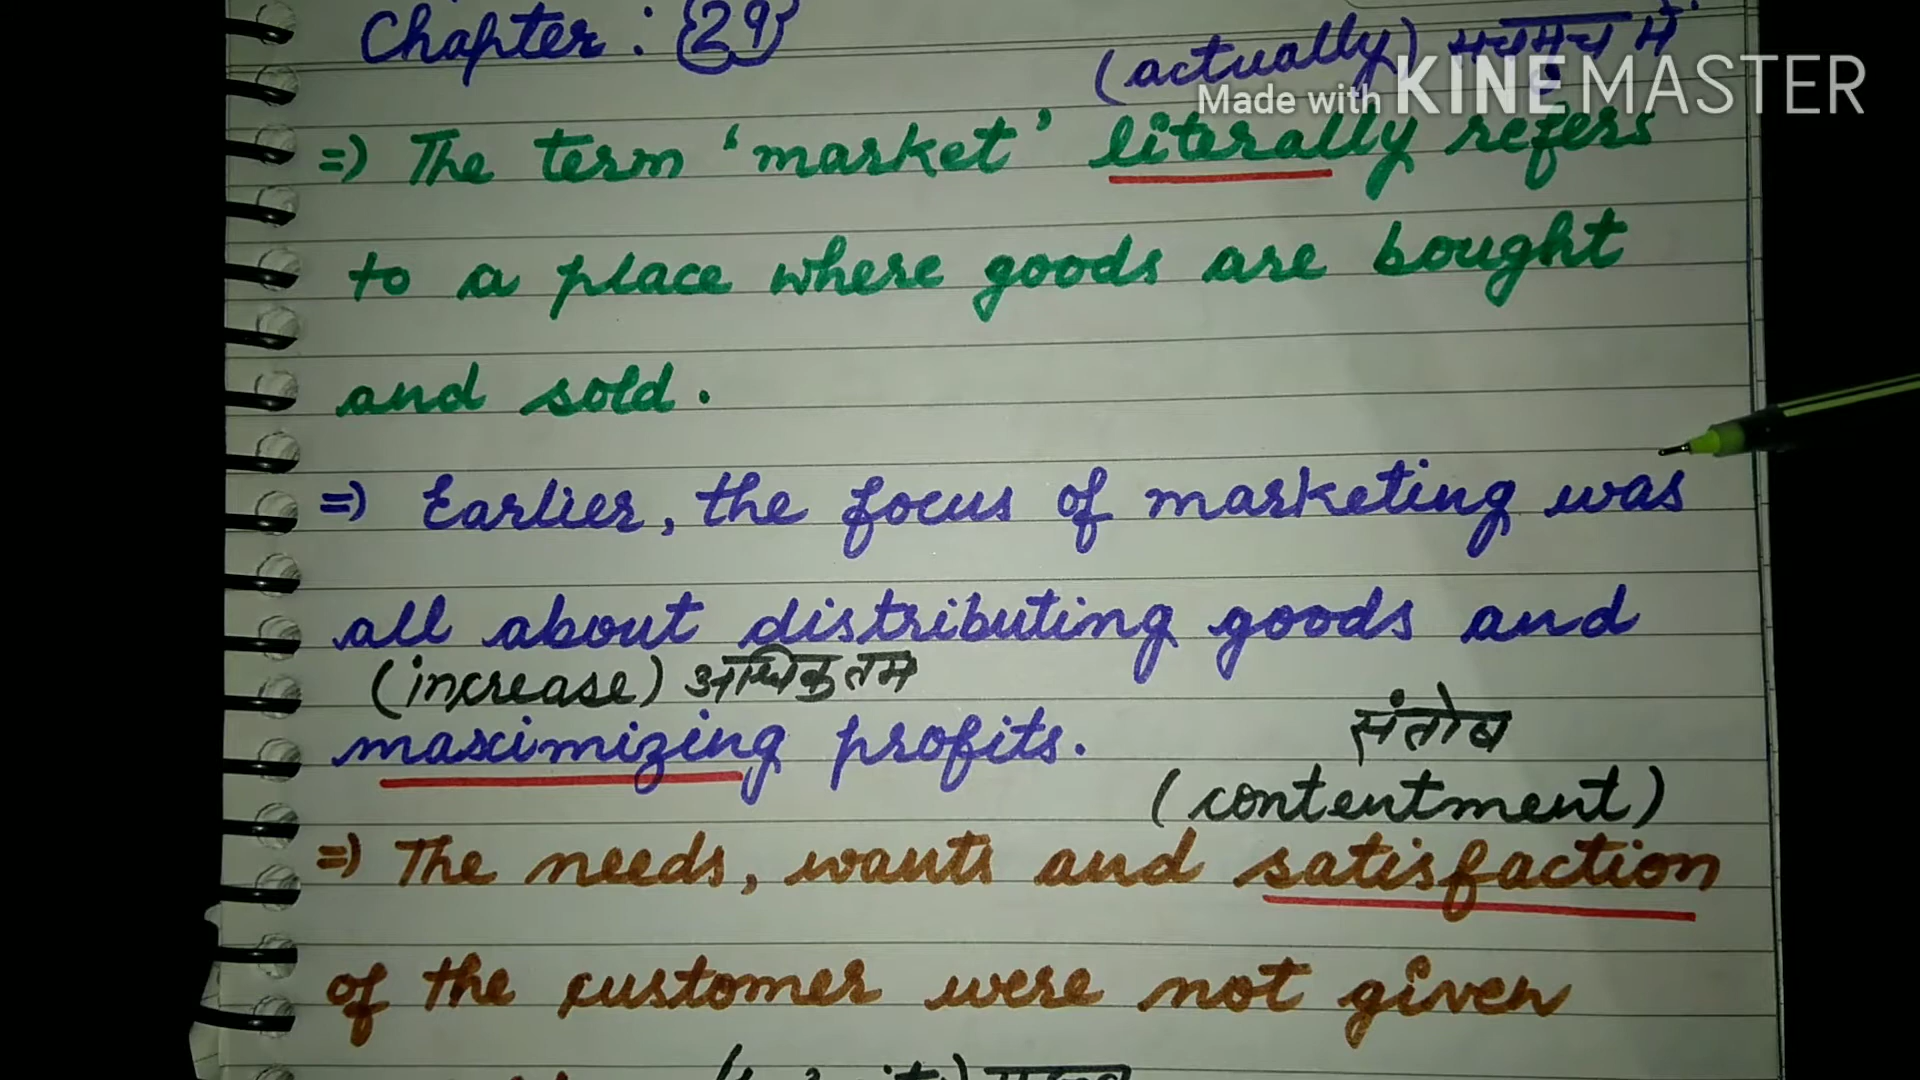 Chapter : {29}
(actually) सचमुच में
Made with KINEMASTER
=) The term 'market' literally refers
to a place where goods are bought
and sold.
=) Earlier, the focus of marketing was
all about distributing goods and
(increase) अधिकतम
maximizing profits.
संतोष
(contentment)
=) The needs, wants and satisfaction
of the customer were not given